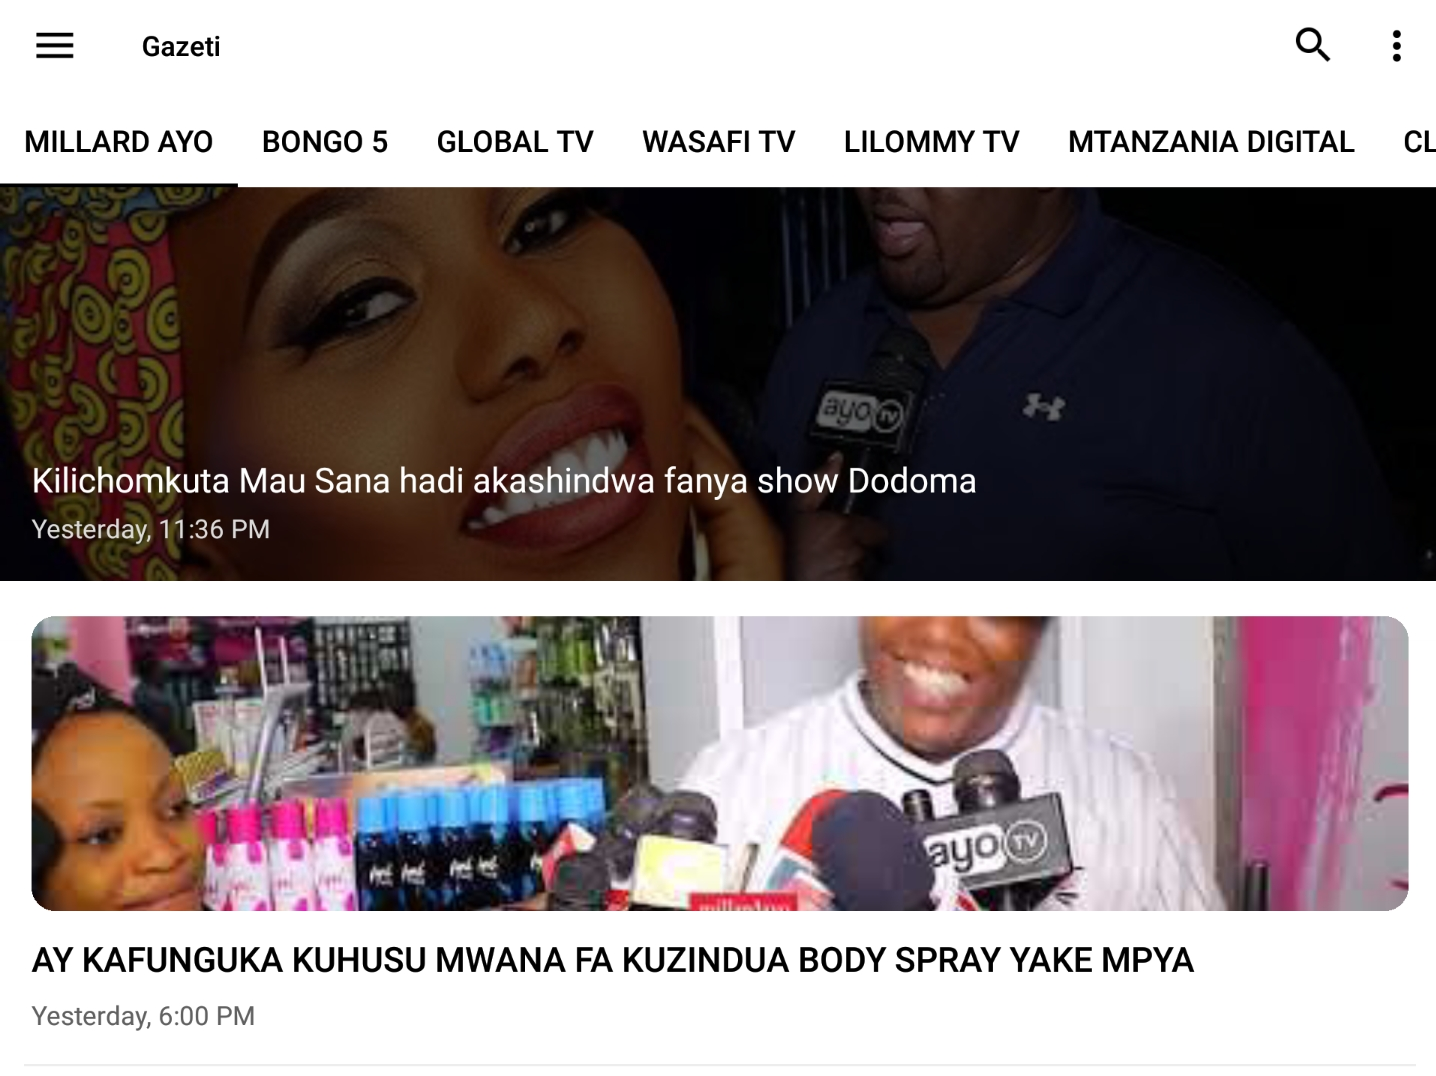 Gazeti
MILLARD AYO BONGO 5 GLOBAL TV WASAFI TV LILOMMY TV MTANZANIA DIGITAL CL
ayo TV
Kilichomkuta Mau Sana hadi akashindwa fanya show Dodoma
Yesterday, 11:36 PM
ayo TV
AY KAFUNGUKA KUHUSU MWANA FA KUZINDUA BODY SPRAY YAKE MPYA
Yesterday, 6:00 PM